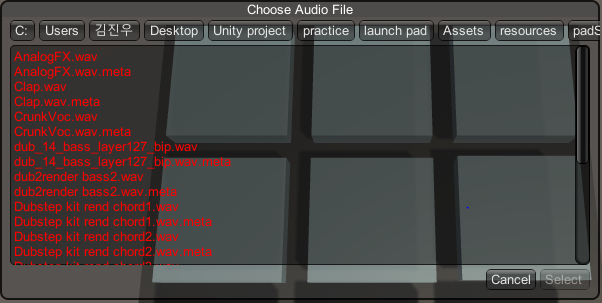 Choose Audio File
C: Users 김진우 Desktop Unity project practice launch pad Assets resources padS
AnalogFX.wav
AnalogFX.wav.meta
Clap.wav
Clap.wav.meta
CrunkVoc.wav
CrunkVoc.wav.meta
dub_14_bass_layer127_bip.wav
dub_14_bass_layer127_bip.wav.meta
dub2render bass2.wav
dub2render bass2.wav.meta
Dubstep kit rend chord1.wav
Dubstep kit rend chord1.wav.meta
Dubstep kit rend chord2.wav
Dubstep kit rend chord2.wav.meta
Cancel Select